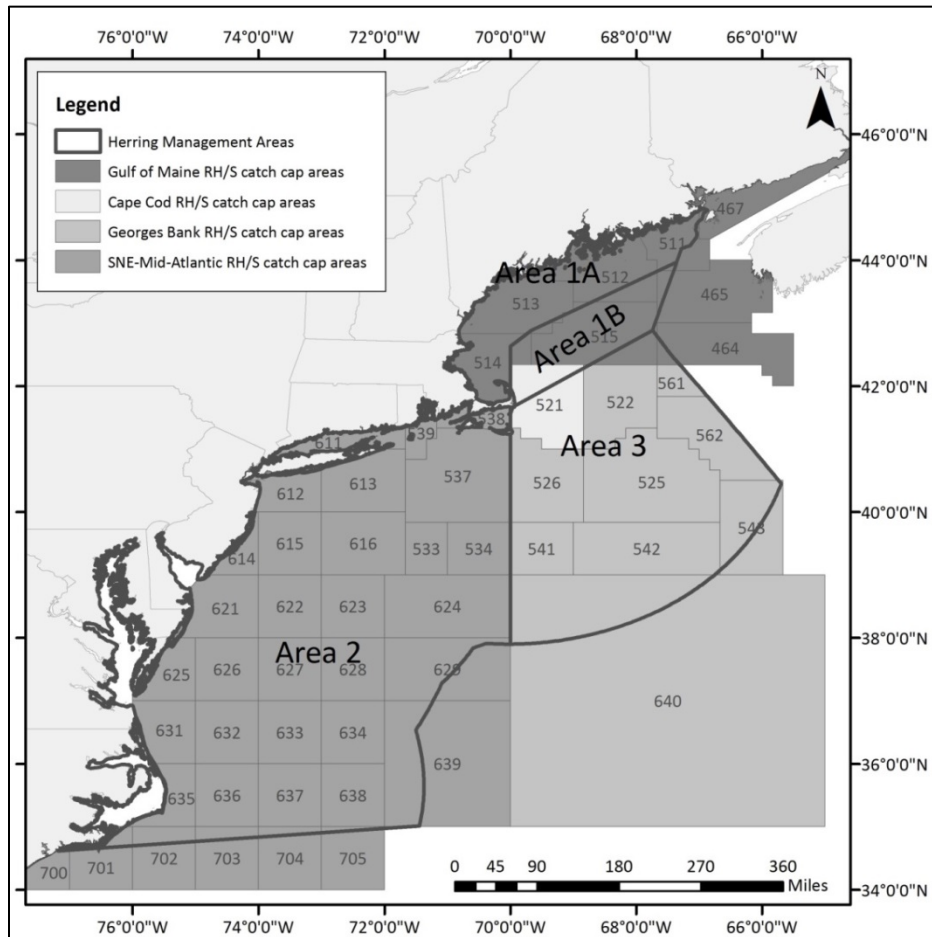 76°0'0"W 74°0'0"W 72°0'0"W 70°0'0"W 68°0'0"W 66°0'0"W
N
Legend
Herring Management Areas
Gulf of Maine RH/S catch cap areas
Cape Cod RH/S catch cap areas
Georges Bank RH/S catch cap areas
SNE-Mid-Atlantic RH/S catch cap areas
46°0'0"N
467
511
44°0'0"N
Area 1A
512
465
513
Area 1B
515
464
514
42°0'0"N
561
521
522
538
539
Area 3
562
611
613
537
526
525
612
40°0'0"N
543
615
616
533
534
541
542
614
621
622
623
624
38°0'0"N
Area 2
625
626
627
628
629
640
631
632
633
634
639
36°0'0"N
635
636
637
638
700
701
702
703
704
705
0 45 90 180 270 360
Miles
34°0'0"N
76°0'0"W 74°0'0"W 72°0'0"W 70°0'0"W 68°0'0"W 66°0'0"W